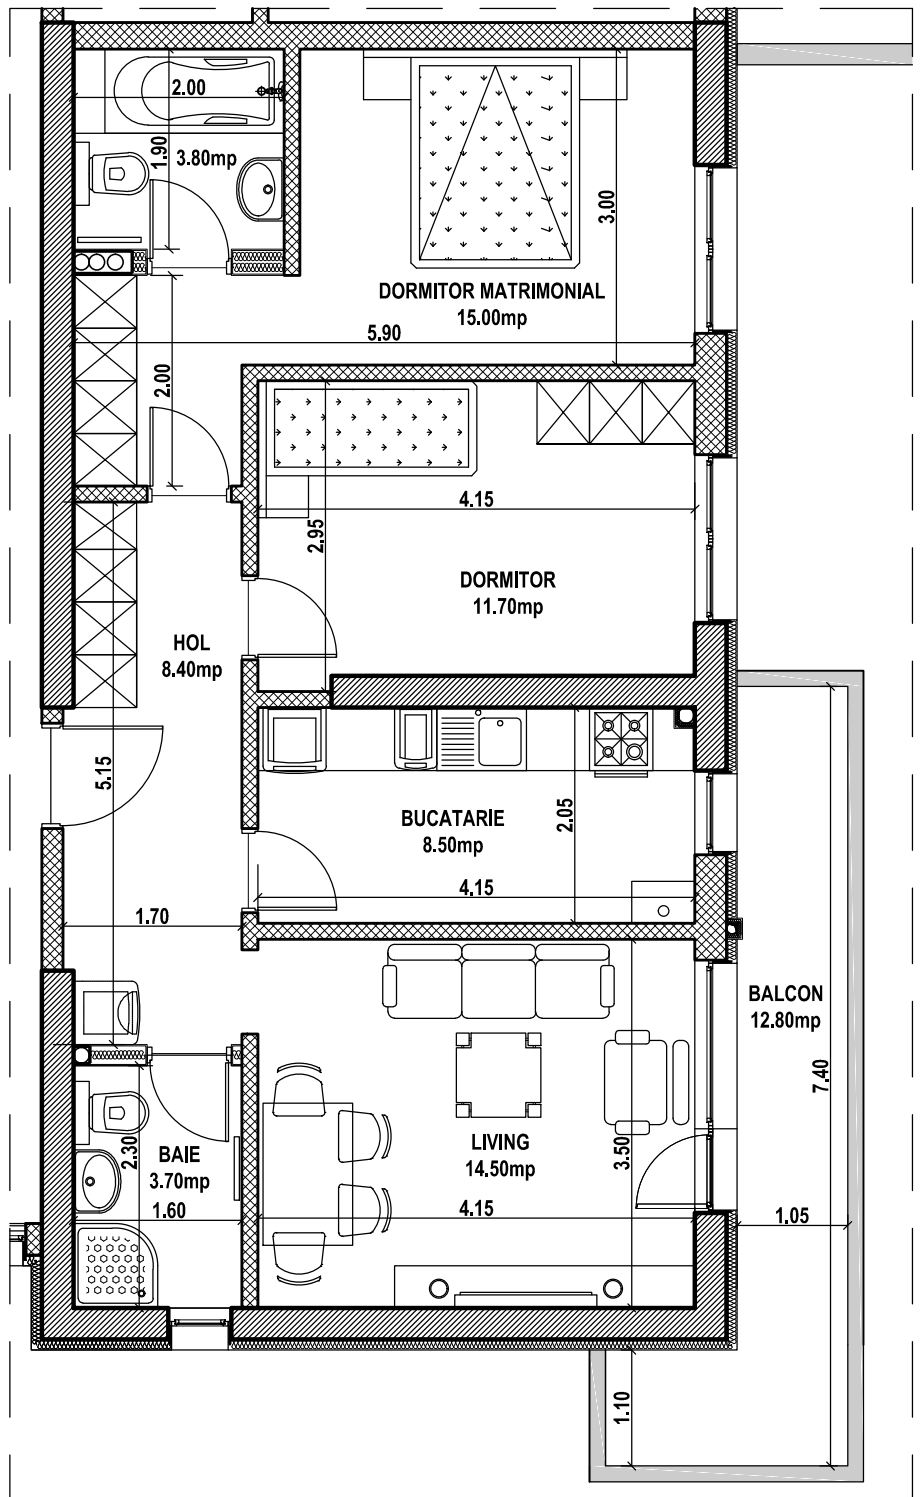 2.00
1.90
3.80mp
3.00
DORMITOR MATRIMONIAL
15.00mp
5.90
2.00
4.15
2.95
DORMITOR
11.70mp
HOL
8.40mp
5.15
BUCATARIE
8.50mp
2.05
4.15
1.70
BALCON
12.80mp
7.40
LIVING
14.50mp
3.50
2.30
BAIE
3.70mp
1.60
4.15
1.05
1.10